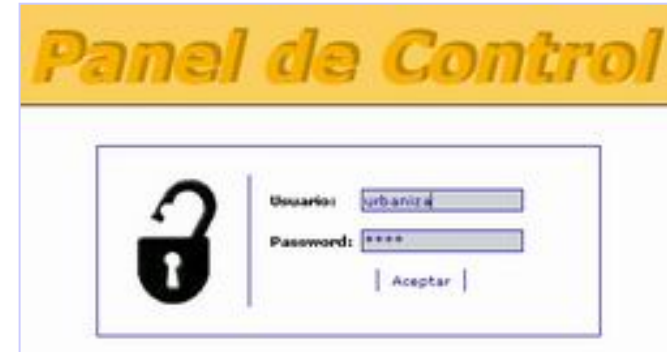 Panel de Control
Usuario: urbaniza
Password: ****
Aceptar